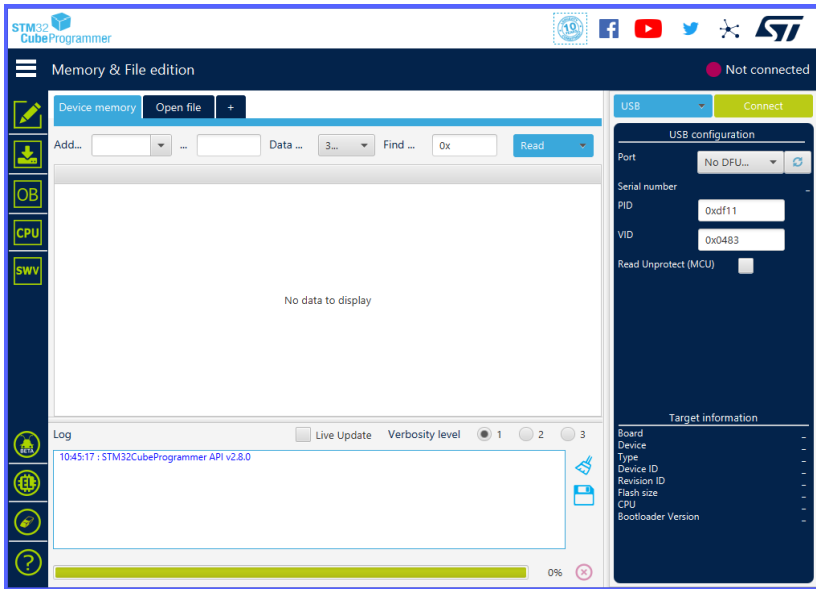 STM32
CubeProgrammer
10
Memory & File edition
Not connected
Device memory
Open file
+
USB
Connect
Add...
...
Data ...
3...
Find ...
0x
Read
USB configuration
Port
No DFU...
Serial number
-
PID
0xdf11
VID
0x0483
Read Unprotect (MCU)
OB
CPU
SWV
No data to display
Target information
Board -
Device -
Type -
Device ID -
Revision ID -
Flash size -
CPU -
Bootloader Version -
Log
Live Update
Verbosity level
1
2
3
10:45:17 : STM32CubeProgrammer API v2.8.0
BETA
?
0%